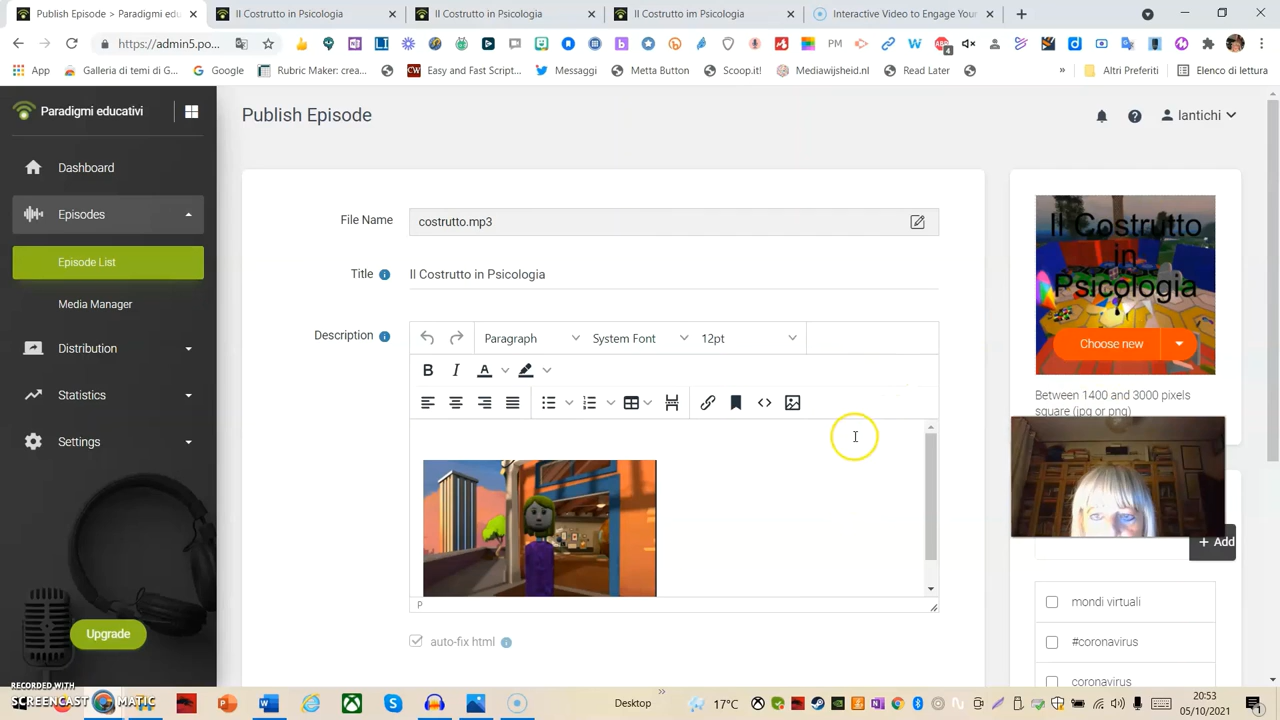 Publish Episode > Paradigmi edu
Il Costrutto in Psicologia
Il Costrutto in Psicologia
Il Costrutto im Psicologia
Interactive Video to Engage Your
https://admin5.po...
PM
4
App
Galleria di temi di G...
Google
Rubric Maker: crea...
Easy and Fast Script...
Messaggi
Metta Button
Scoop.it!
Mediawijsheid.nl
Read Later
»
Altri Preferiti
Elenco di lettura
Paradigmi educativi
Publish Episode
lantichi
Dashboard
Episodes
Episode List
Media Manager
Distribution
Statistics
Settings
Upgrade
File Name
costrutto.mp3
Title
Il Costrutto in Psicologia
Description
Paragraph
System Font
12pt
B
I
A
P
auto-fix html
Il Costrutto
in
Psicologia
Choose new
Between 1400 and 3000 pixels
square (jpg or png)
+ Add
mondi virtuali
#coronavirus
coronavirus
RECORDED WITH
SCREENCAST MATIC
Desktop
»
17°C
20:53
05/10/2021
1